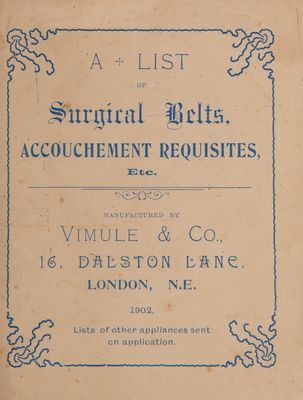 A ÷ LIST
OF
Surgical Belts,
ACCOUCHEMENT REQUISITES,
Etc.
MANUFACTURED BY
VIMULE & CO.,
16, DALSTON LANE,
LONDON, N.E.
1902.
Lists of other appliances sent
on application.